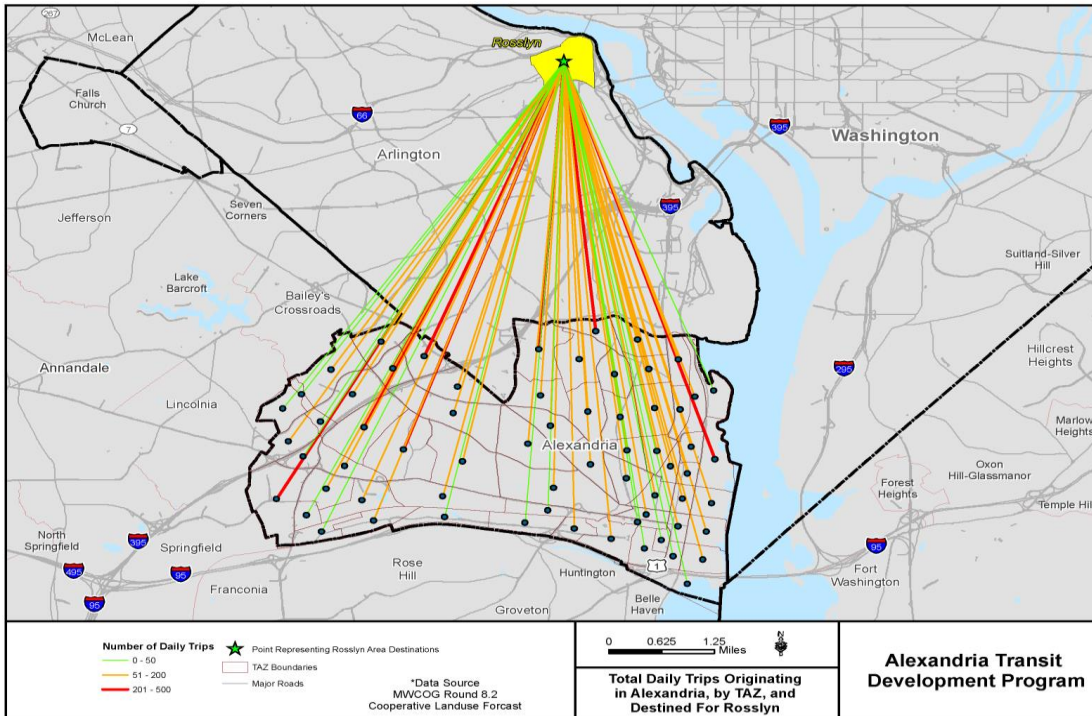 267
McLean
Rosslyn
Falls
Church
7
66
Arlington
395
Washington
Jefferson
Seven
Corners
395
Suitland-Silver
Hill
Lake
Barcroft
Bailey's
Crossroads
Annandale
Lincolnia
295
Hillcrest
Heights
Marlow
Heights
Alexandria
Oxon
Hill-Glassmanor
Forest
Heights
Temple Hil
North
Springfield
395
Springfield
495
95
95
Franconia
Rose
Hill
Huntington
1
Groveton
Belle
Haven
95
Fort
Washington
Number of Daily Trips
0 - 50
51 - 200
201 - 500
Point Representing Rosslyn Area Destinations
TAZ Boundaries
Major Roads
*Data Source
MWCOG Round 8.2
Cooperative Landuse Forcast
0 0.625 1.25
Miles
N
Total Daily Trips Originating
in Alexandria, by TAZ, and
Destined For Rosslyn
Alexandria Transit
Development Program